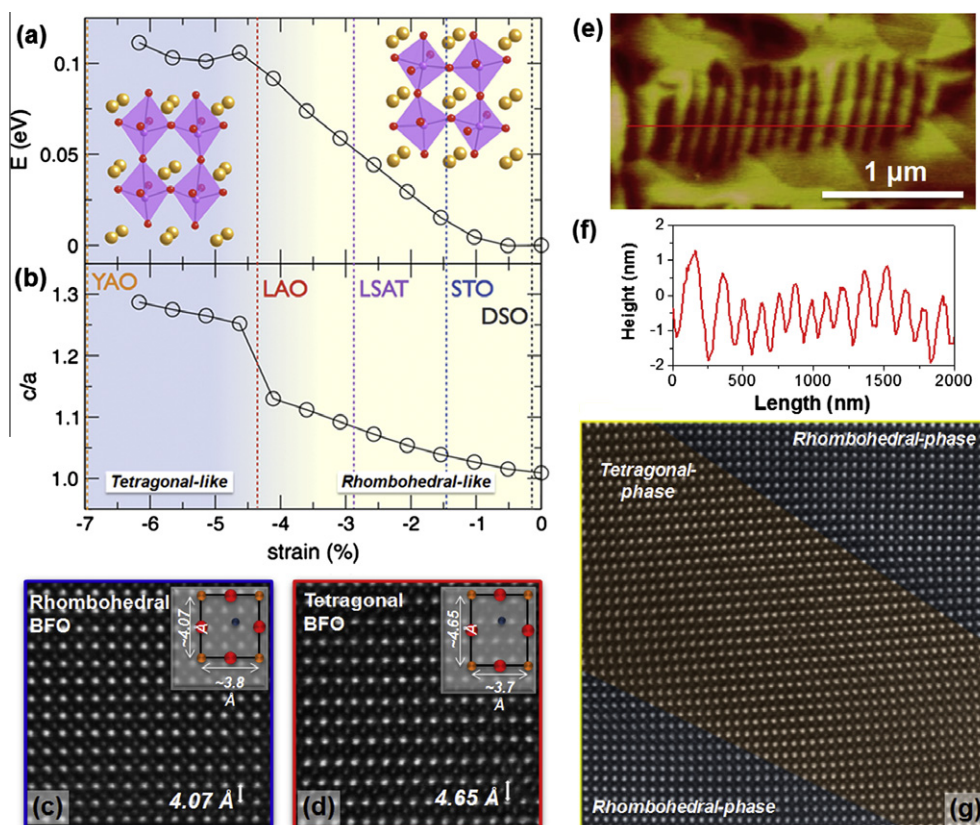 (a)
E (eV)
0.1
0.05
0
(b)
YAO
LAO
LSAT
STO
DSO
c/a
1.3
1.2
1.1
1.0
Tetragonal-like
Rhombohedral-like
-7 -6 -5 -4 -3 -2 -1 0
strain (%)
Rhombohedral
BFO
~4.07
Å
~3.8
Å
4.07 Å
(c)
Tetragonal
BFO
~4.65
Å
~3.7
Å
4.65 Å
(d)
(e)
1 μm
(f)
Height (nm)
2
0
-1
-2
0 500 1000 1500 2000
Length (nm)
Rhombohedral-phase
Tetragonal-
phase
Rhombohedral-phase
(g)